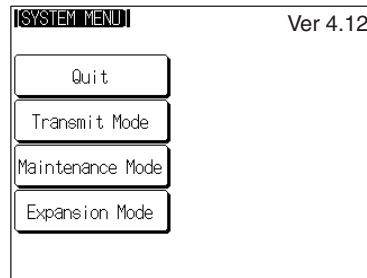 [SYSTEM MENU]
Ver 4.12
Quit
Transmit Mode
Maintenance Mode
Expansion Mode